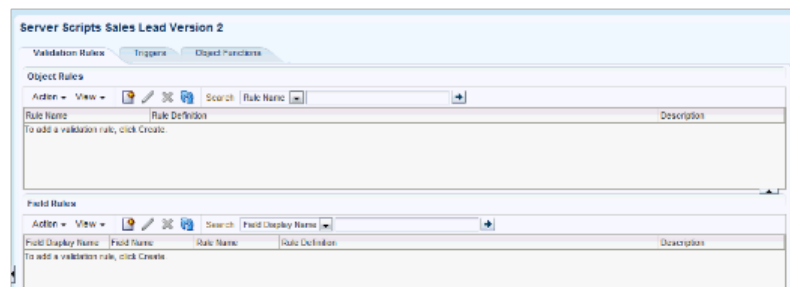 Server Scripts Sales Lead Version 2
Validation Rules Triggers Object Functions
Object Rules
Action View Search Rule Name
Rule Name Rule Definition Description
To add a validation rule, click Create.
Field Rules
Action View Search Field Display Name
Field Display Name Field Name Rule Name Rule Definition Description
To add a validation rule, click Create